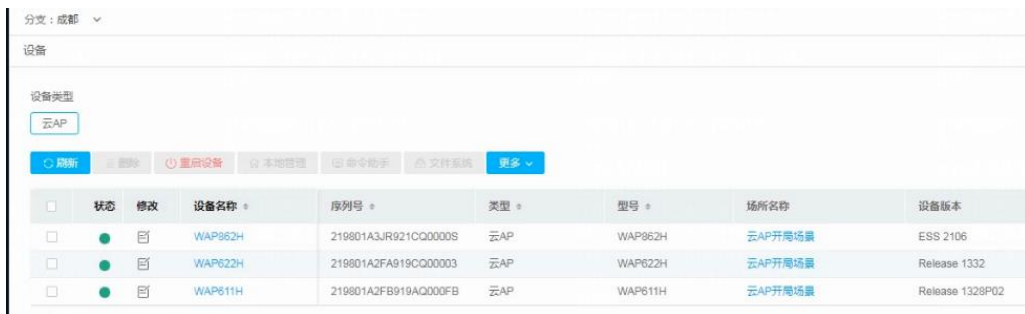 分支：成都
设备
设备类型
云AP
刷新 删除 重启设备 本地管理 命令助手 文件系统 更多
状态 修改 设备名称 序列号 类型 型号 场所名称 设备版本
WAP862H 219801A3JR921CQ0000S 云AP WAP862H 云AP开局场景 ESS 2106
WAP622H 219801A2FA919CQ00003 云AP WAP622H 云AP开局场景 Release 1332
WAP611H 219801A2FB919AQ000FB 云AP WAP611H 云AP开局场景 Release 1328P02